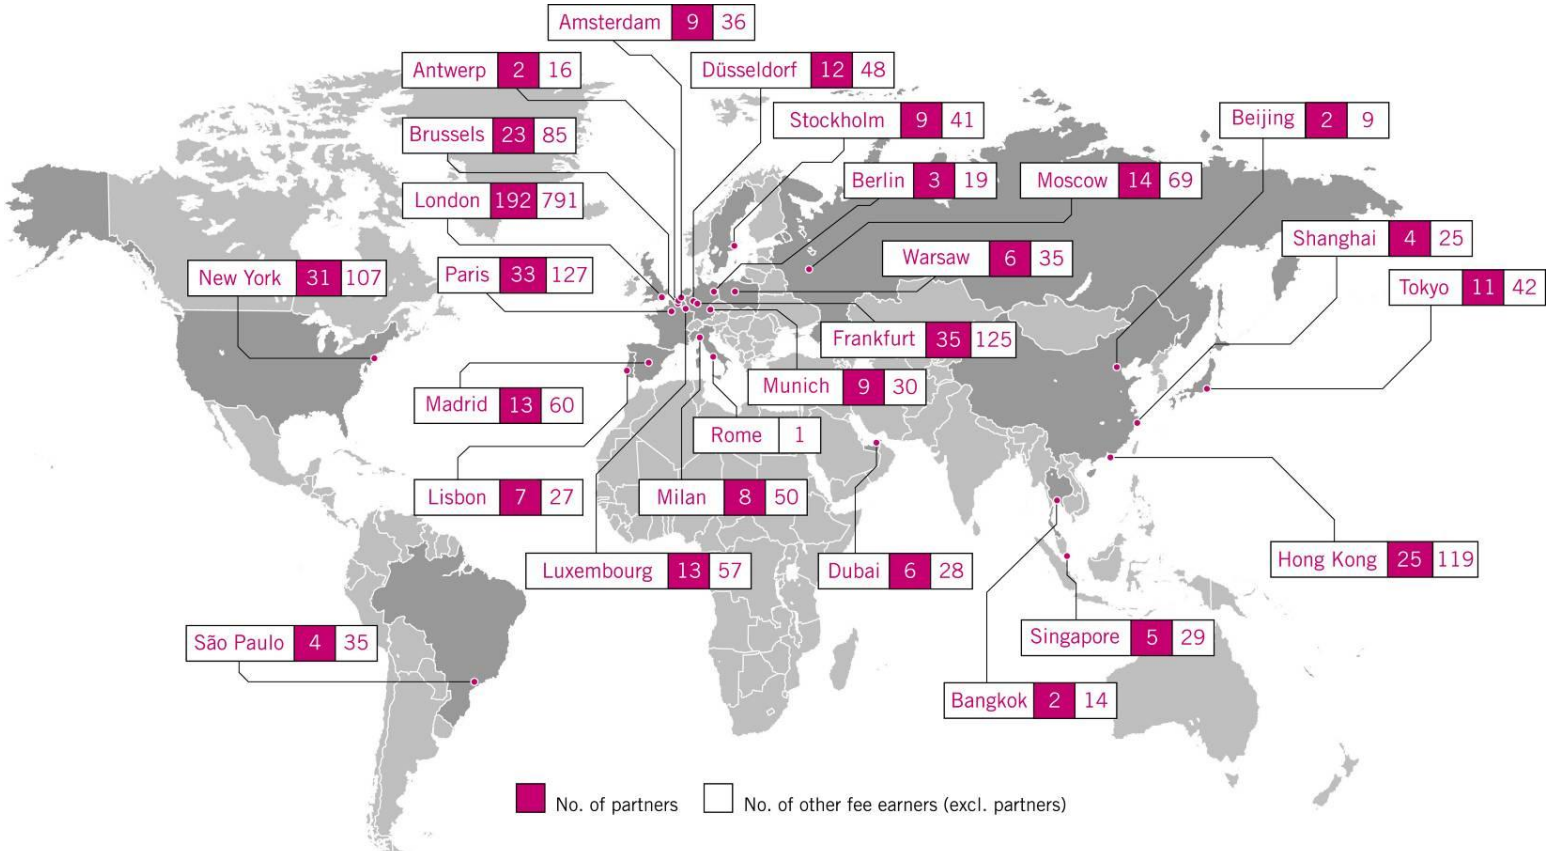 Amsterdam 9 36
Antwerp 2 16
Düsseldorf 12 48
Stockholm 9 41
Beijing 2 9
Brussels 23 85
Berlin 3 19
Moscow 14 69
London 192 791
Shanghai 4 25
Warsaw 6 35
New York 31 107
Paris 33 127
Tokyo 11 42
Frankfurt 35 125
Munich 9 30
Madrid 13 60
Rome 1
Lisbon 7 27
Milan 8 50
Hong Kong 25 119
Luxembourg 13 57
Dubai 6 28
São Paulo 4 35
Singapore 5 29
Bangkok 2 14
No. of partners
No. of other fee earners (excl. partners)